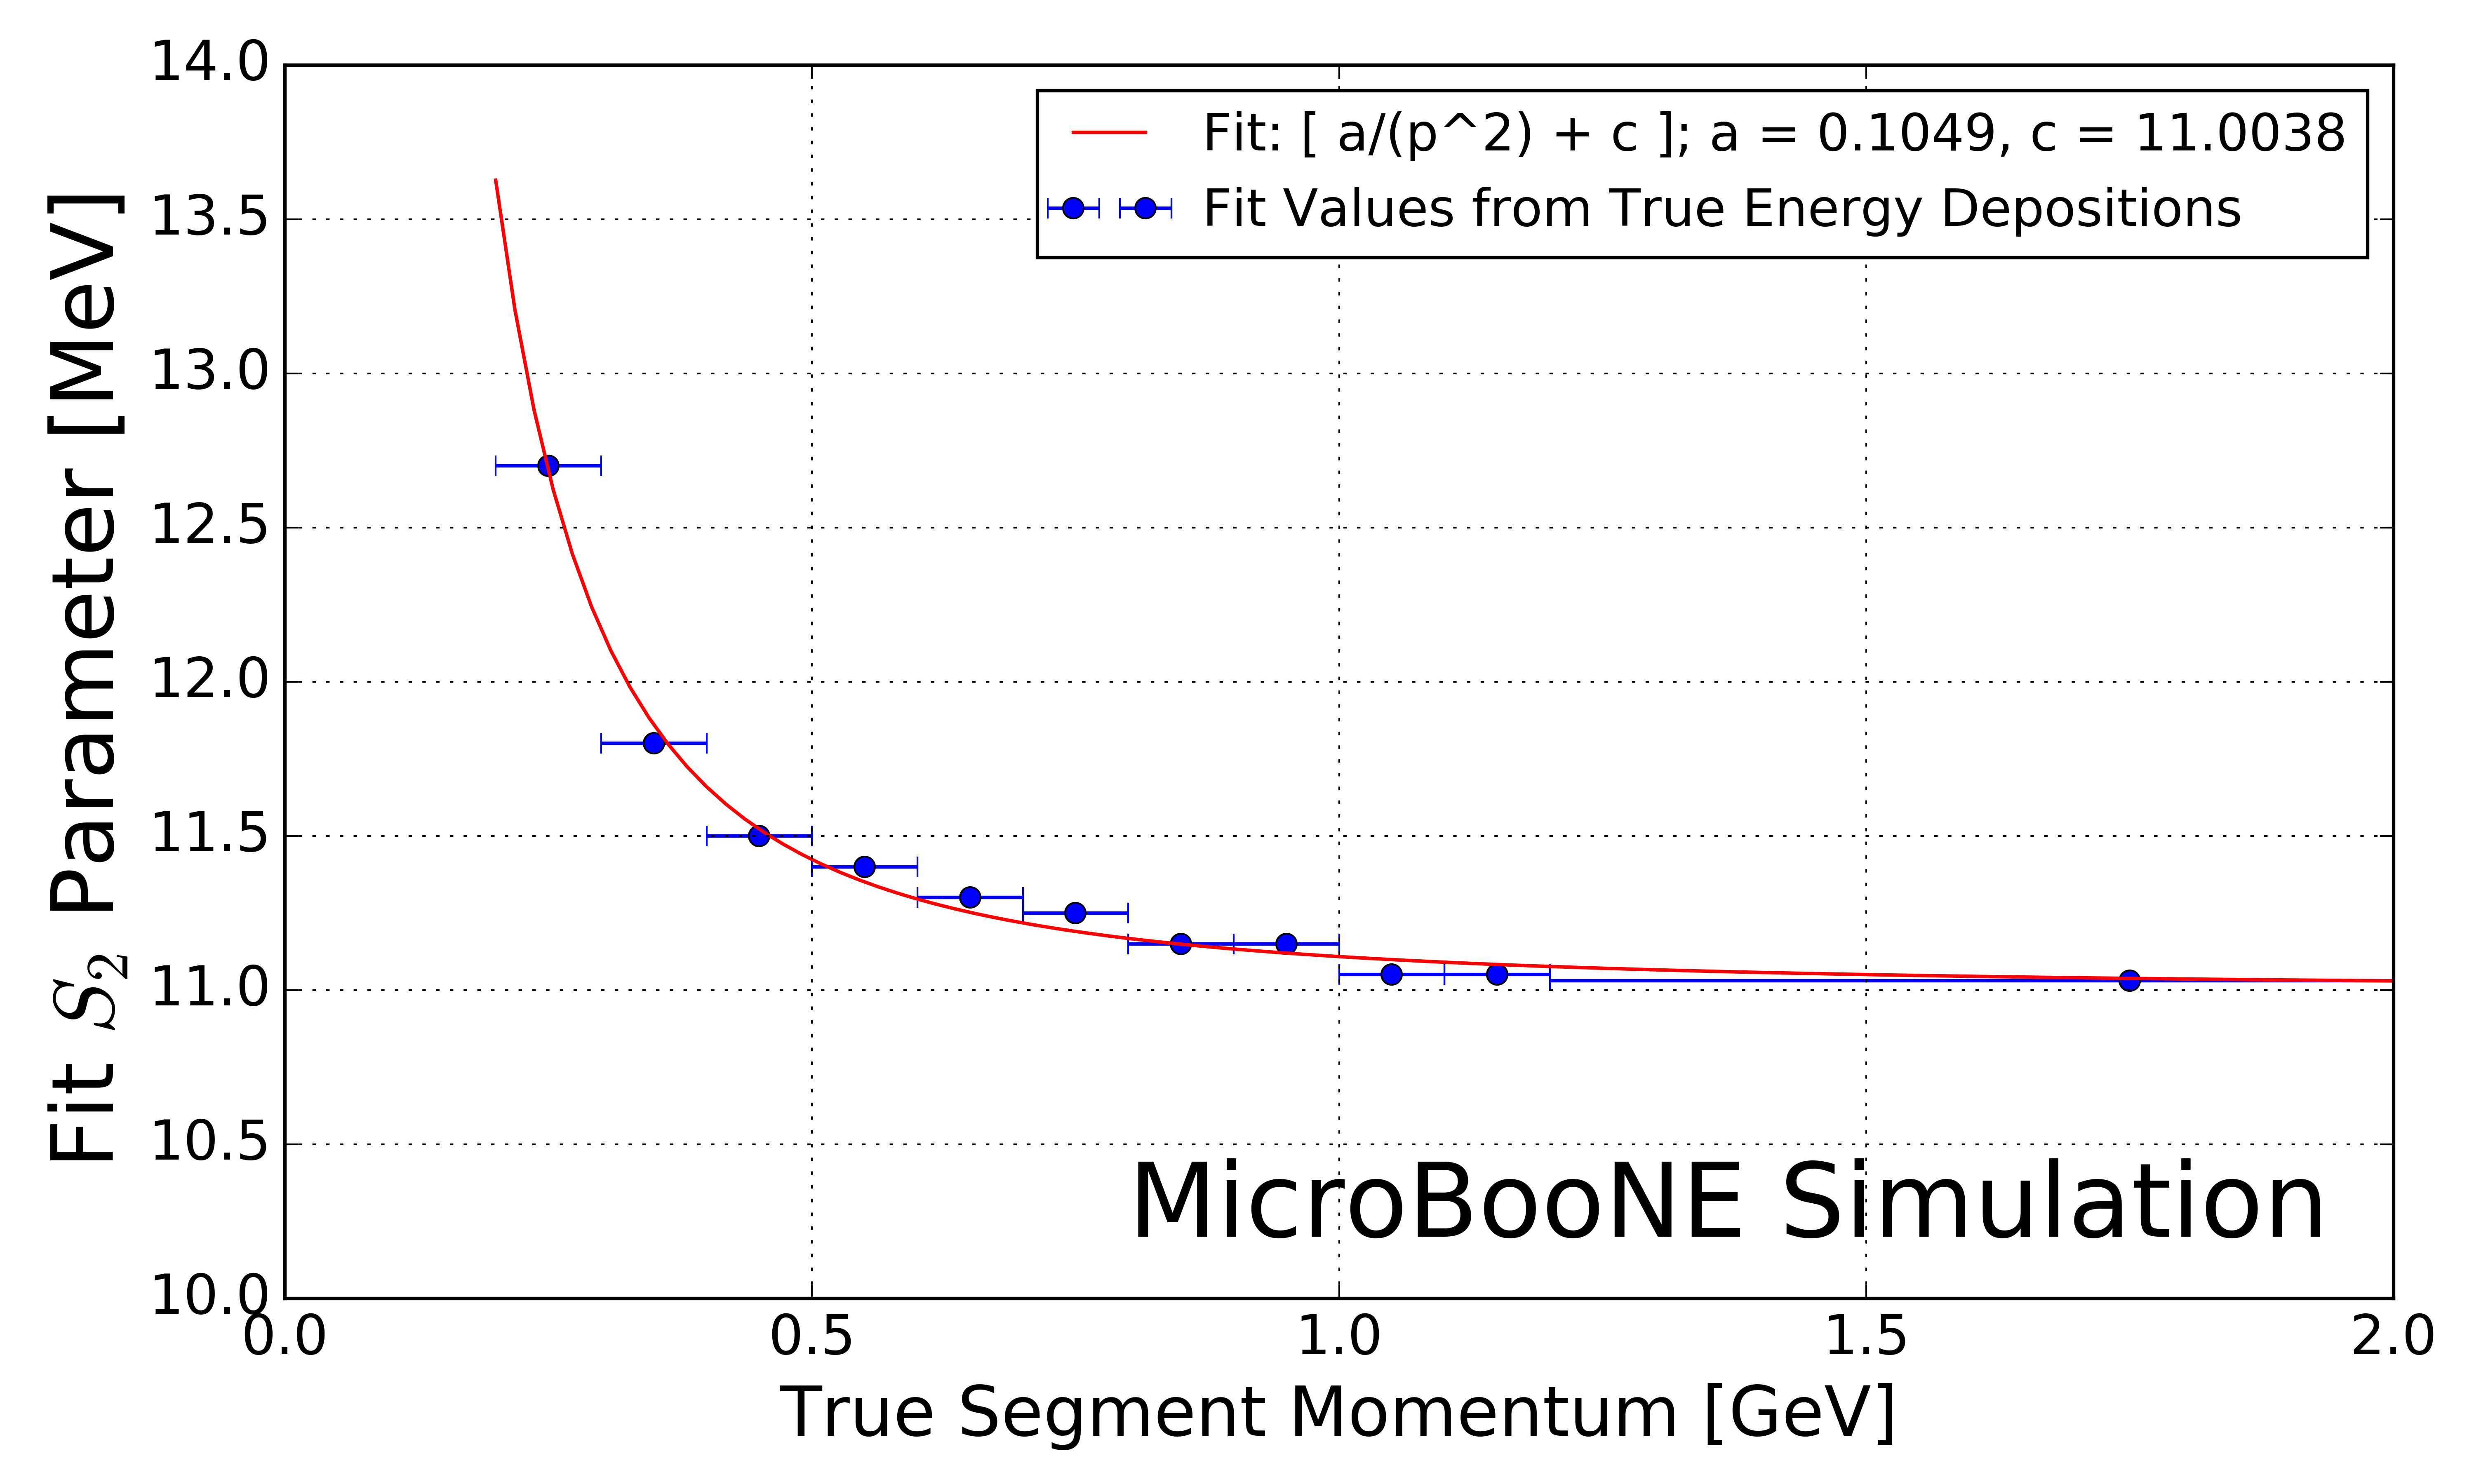 14.0
13.5
13.0
12.5
12.0
11.5
11.0
10.5
10.0
Fit S₂ Parameter [MeV]
Fit: [ a/(p^2) + c ]; a = 0.1049, c = 11.0038
Fit Values from True Energy Depositions
MicroBooNE Simulation
0.0 0.5 1.0 1.5 2.0
True Segment Momentum [GeV]